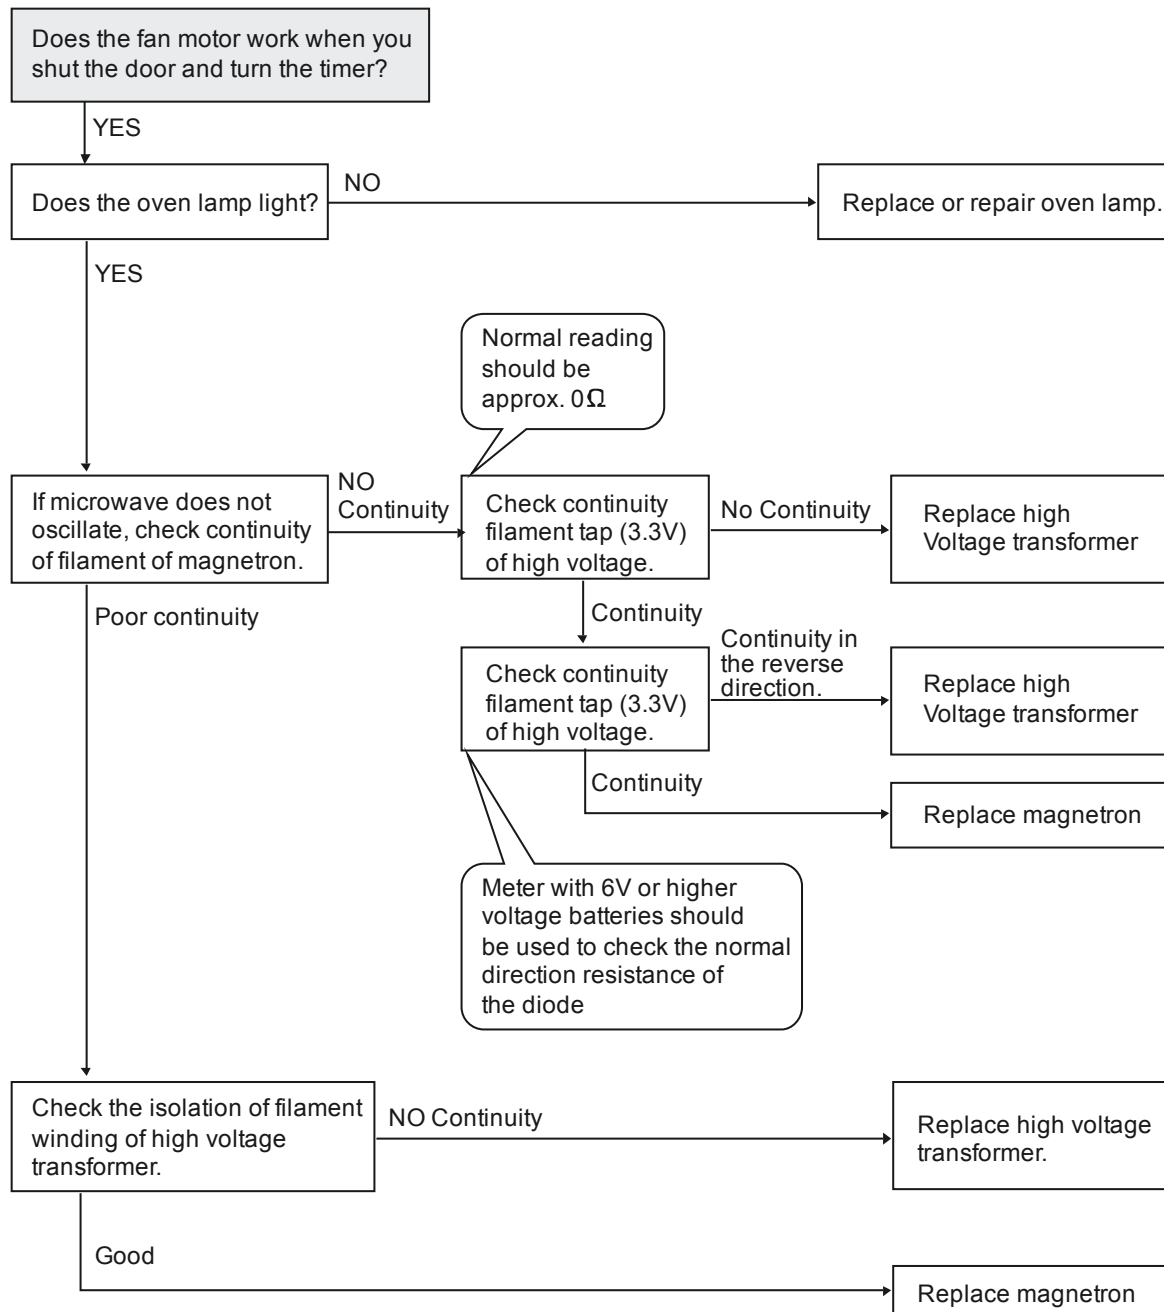 Does the fan motor work when you
shut the door and turn the timer?
YES
Does the oven lamp light?
NO
Replace or repair oven lamp.
YES
Normal reading
should be
approx. 0Ω
If microwave does not
oscillate, check continuity
of filament of magnetron.
NO
Continuity
Check continuity
filament tap (3.3V)
of high voltage.
No Continuity
Replace high
Voltage transformer
Poor continuity
Continuity
Check continuity
filament tap (3.3V)
of high voltage.
Continuity in
the reverse
direction.
Replace high
Voltage transformer
Continuity
Replace magnetron
Meter with 6V or higher
voltage batteries should
be used to check the normal
direction resistance of
the diode
Check the isolation of filament
winding of high voltage
transformer.
NO Continuity
Replace high voltage
transformer.
Good
Replace magnetron